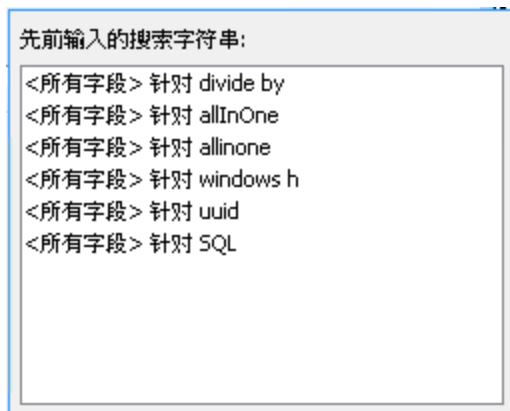 先前输入的搜索字符串:
<所有字段> 针对 divide by
<所有字段> 针对 allInOne
<所有字段> 针对 allinone
<所有字段> 针对 windows h
<所有字段> 针对 uuid
<所有字段> 针对 SQL